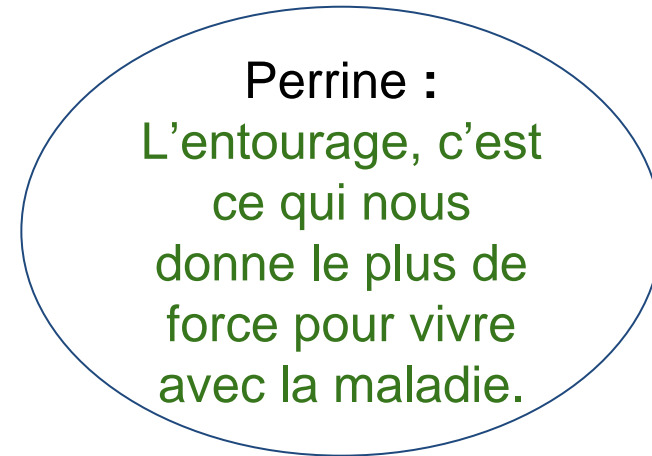 Perrine :
L’entourage, c’est
ce qui nous
donne le plus de
force pour vivre
avec la maladie.